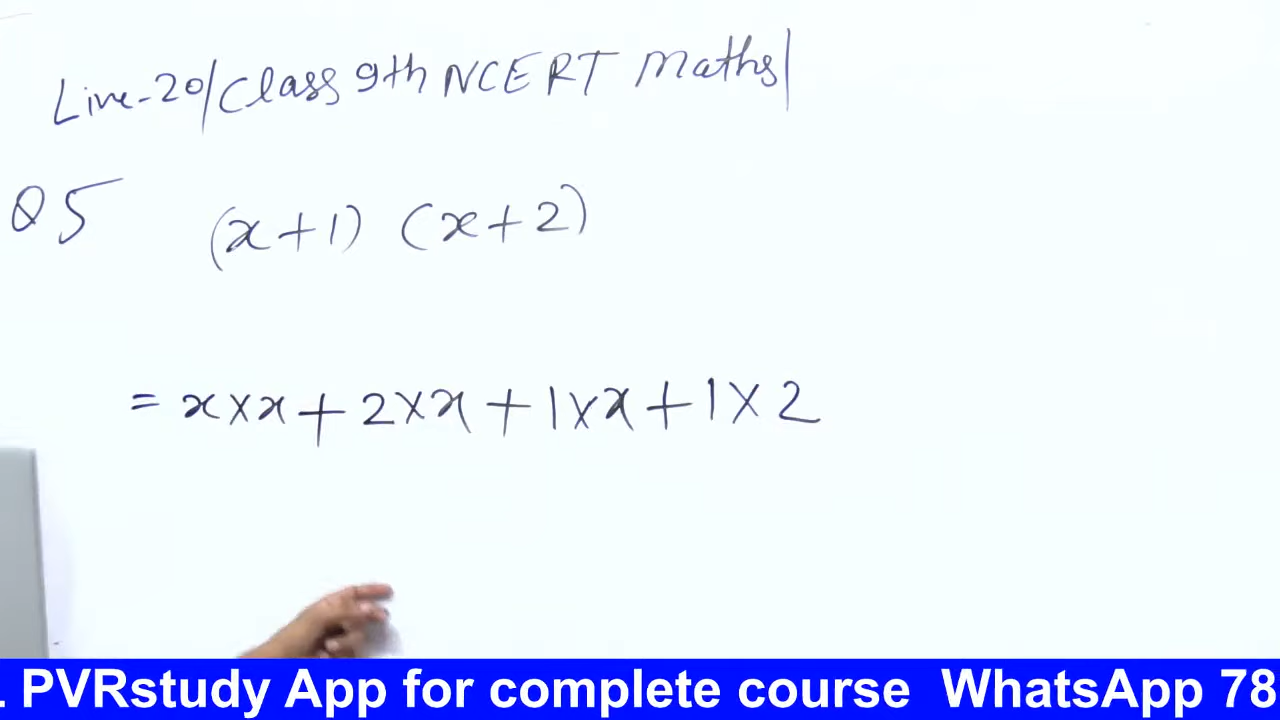 Live-20/Class 9th NCERT Maths/
Q5 (x+1) (x+2)
= x×x + 2×x + 1×x + 1×2
PVRstudy App for complete course WhatsApp 78